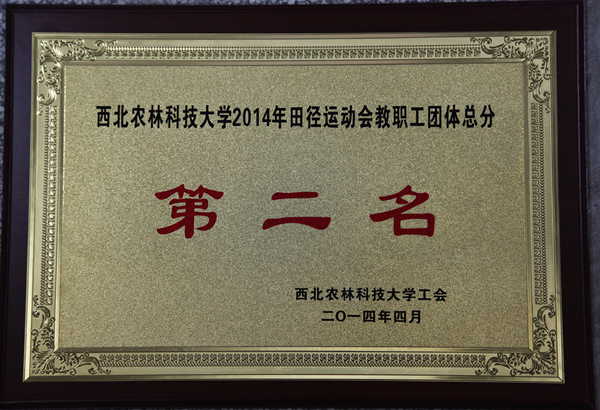 西北农林科技大学2014年田径运动会教职工团体总分
第二名
西北农林科技大学工会
二〇一四年四月